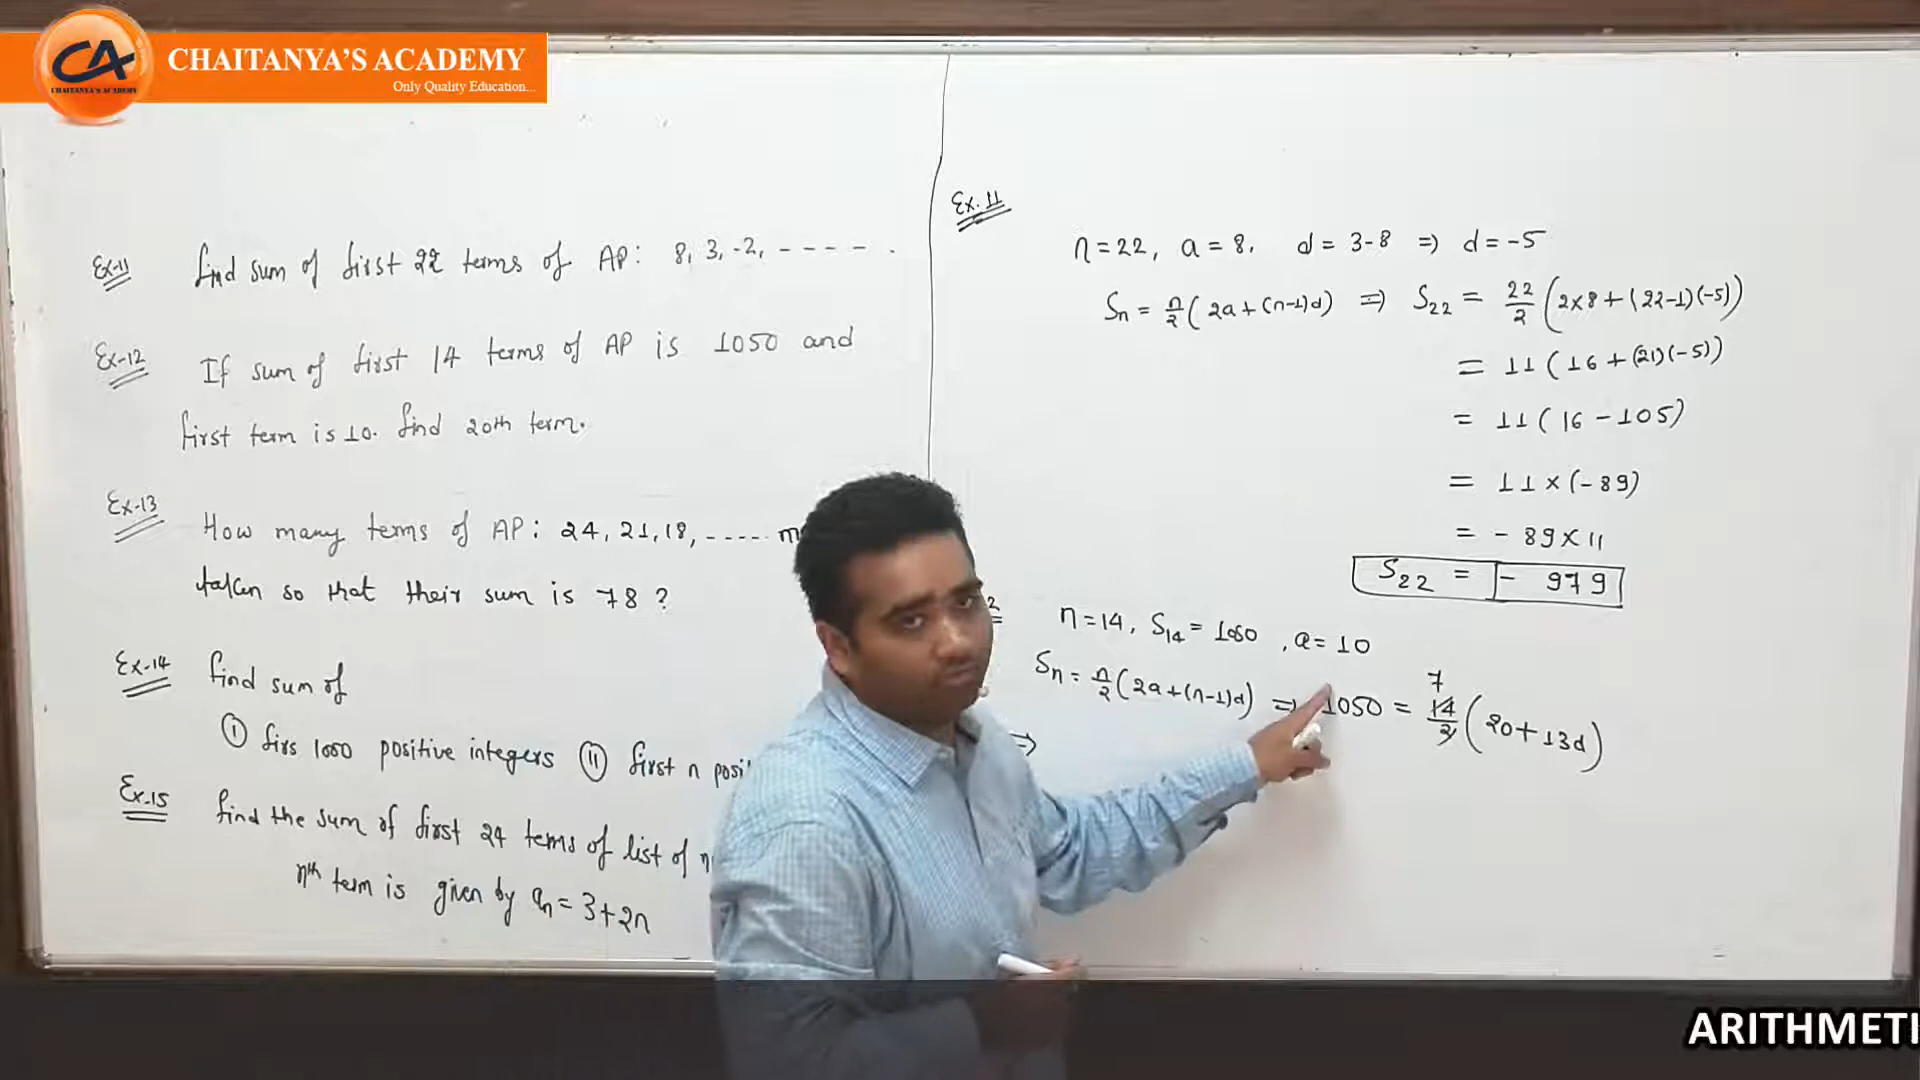 CHAITANYA'S ACADEMY
Only Quality Education...
CA
CHAITANYA'S ACADEMY
Ex-11 find sum of first 22 terms of AP: 8, 3, -2, - - - - - .
Ex-12 If sum of first 14 terms of AP is 1050 and
first term is 10. find 20th term.
Ex-13 How many terms of AP: 24, 21, 18, - - - -
taken so that their sum is 78 ?
Ex-14 find sum of
(i) firs 1000 positive integers (ii) first n
Ex-15 find the sum of first 24 terms of list of
nth term is given by an = 3+2n
Ex. 11
n = 22, a = 8, d = 3-8 => d = -5
Sn = n/2 (2a+(n-1)d) => S22 = 22/2 (2×8+(22-1)(-5))
= 11 (16 + (21)(-5))
= 11 ( 16 - 105)
= 11 × (-89)
= - 89 × 11
S22 = - 979
n = 14, S14 = 1050, a = 10
Sn = n/2 (2a+(n-1)d) => 1050 = 14/2 (20+13d)
7
=>
ARITHMETI